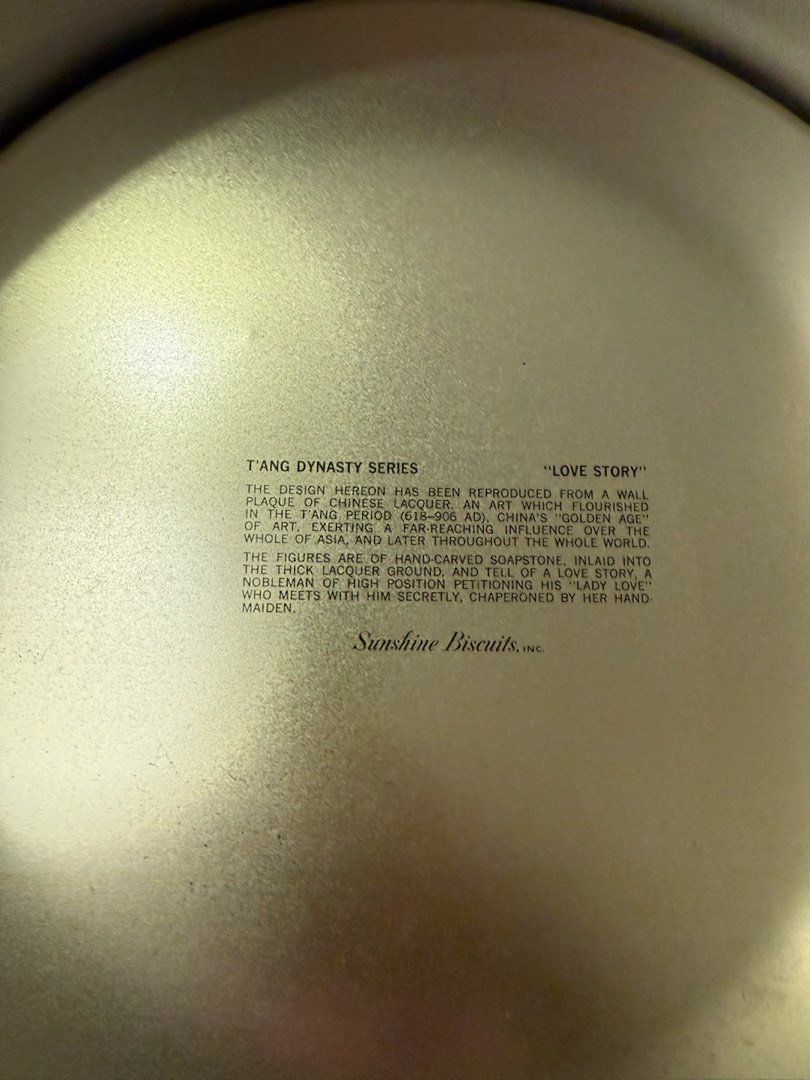 T'ANG DYNASTY SERIES "LOVE STORY"
THE DESIGN HEREON HAS BEEN REPRODUCED FROM A WALL
PLAQUE OF CHINESE LACQUER, AN ART WHICH FLOURISHED
IN THE T'ANG PERIOD (618–906 AD), CHINA'S "GOLDEN AGE"
OF ART, EXERTING A FAR-REACHING INFLUENCE OVER THE
WHOLE OF ASIA, AND LATER THROUGHOUT THE WHOLE WORLD.
THE FIGURES ARE OF HAND-CARVED SOAPSTONE, INLAID INTO
THE THICK LACQUER GROUND, AND TELL OF A LOVE STORY, A
NOBLEMAN OF HIGH POSITION PETITIONING HIS "LADY LOVE"
WHO MEETS WITH HIM SECRETLY, CHAPERONED BY HER HAND-
MAIDEN.
Sunshine Biscuits, INC.